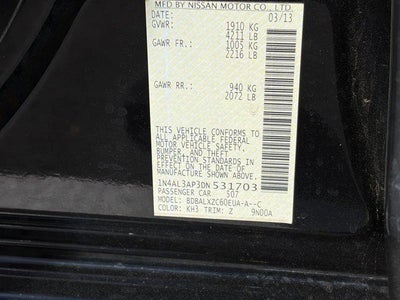 MFD BY NISSAN MOTOR CO., LTD.
DATE: 03/13
GVWR: 1910 KG
4211 LB
GAWR FR: 1005 KG
2216 LB
GAWR RR: 940 KG
2072 LB
THIS VEHICLE CONFORMS TO
ALL APPLICABLE FEDERAL
MOTOR VEHICLE SAFETY,
BUMPER, AND THEFT
PREVENTION STANDARDS
IN EFFECT ON THE DATE OF
MANUFACTURE SHOWN ABOVE.
1N4AL3AP3DN531703
PASSENGER CAR S07
MODEL: BDBALXZC60EUA-A--C
COLOR: KH3 TRIM: Z 9N00A